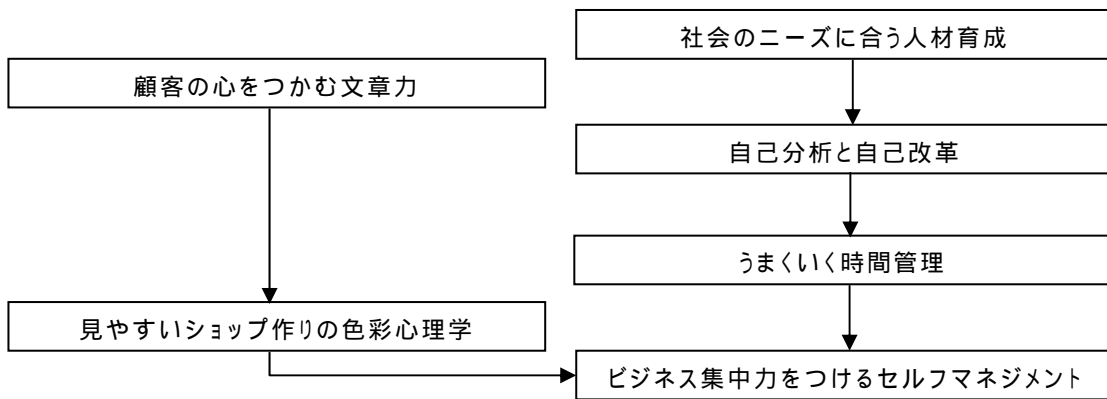 社会のニーズに合う人材育成
顧客の心をつかむ文章力
自己分析と自己改革
うまくいく時間管理
見やすいショップ作りの色彩心理学
ビジネス集中力をつけるセルフマネジメント